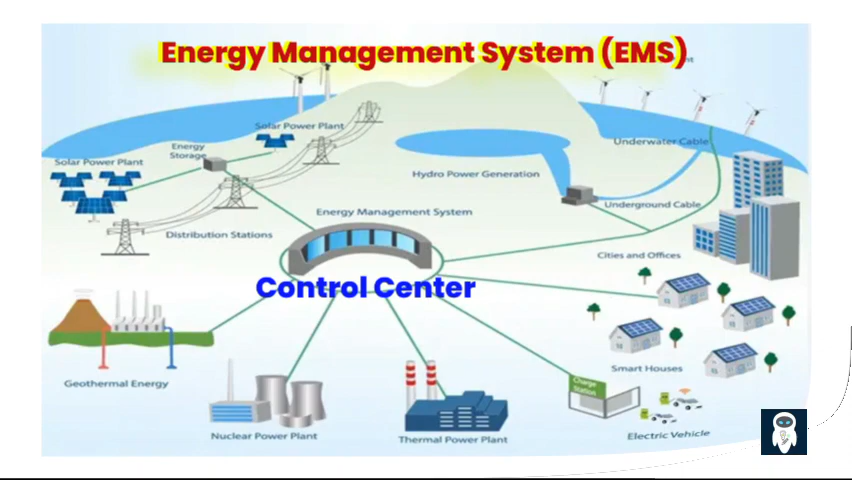 Energy Management System (EMS)
Solar Power Plant
Underwater Cable
Energy
Storage
Solar Power Plant
Hydro Power Generation
Underground Cable
Energy Management System
Distribution Stations
Cities and Offices
Control Center
Smart Houses
Geothermal Energy
Charge
Station
Nuclear Power Plant
Thermal Power Plant
Electric Vehicle